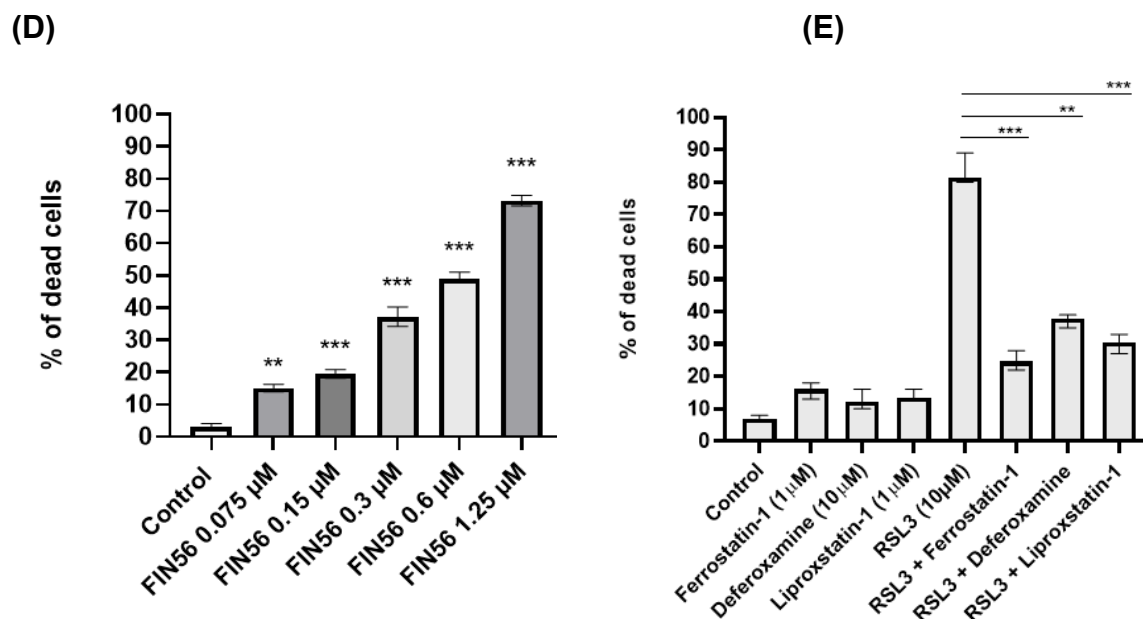 (D)
% of dead cells
100
90
80
70
60
50
40
30
20
10
0
**
***
***
***
***
Control
FIN56 0.075 µM
FIN56 0.15 µM
FIN56 0.3 µM
FIN56 0.6 µM
FIN56 1.25 µM
(E)
% of dead cells
100
90
80
70
60
50
40
30
20
10
0
***
**
***
Control
Ferrostatin-1 (1µM)
Deferoxamine (10µM)
Liproxstatin-1 (1µM)
RSL3 (10µM)
RSL3 + Ferrostatin-1
RSL3 + Deferoxamine
RSL3 + Liproxstatin-1